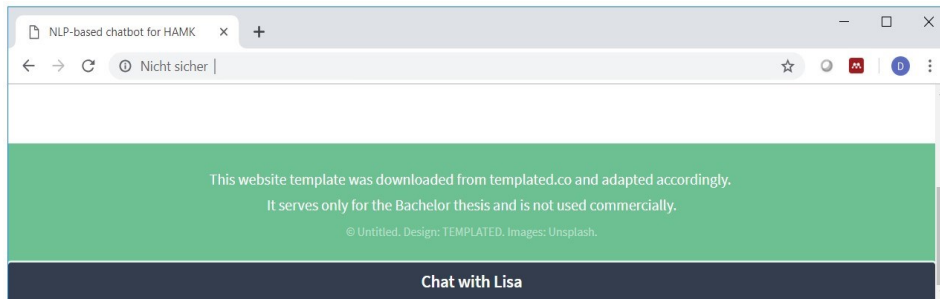 NLP-based chatbot for HAMK
Nicht sicher
D
This website template was downloaded from templated.co and adapted accordingly.
It serves only for the Bachelor thesis and is not used commercially.
© Untitled. Design: TEMPLATED. Images: Unsplash.
Chat with Lisa